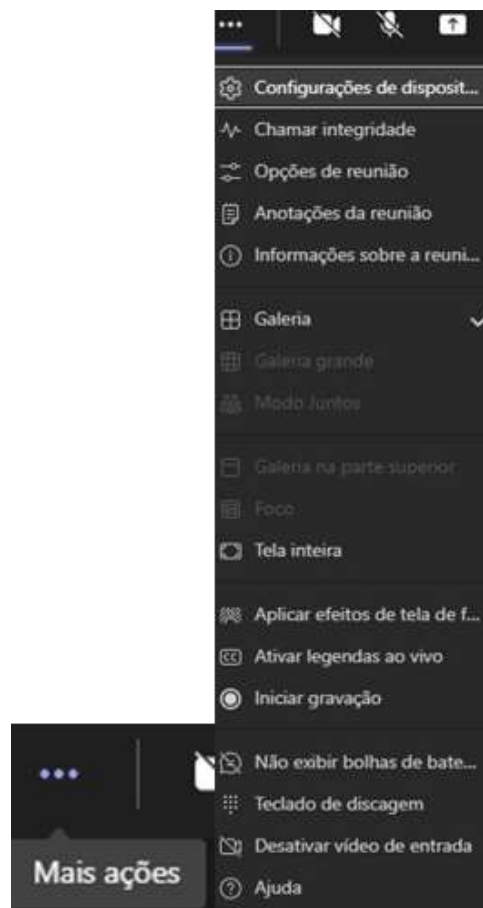 Configurações de disposit...
Chamar integridade
Opções de reunião
Anotações da reunião
Informações sobre a reuni...
Galeria
Galeria grande
Modo Juntos
Galeria na parte superior
Foco
Tela inteira
Aplicar efeitos de tela de f...
CC Ativar legendas ao vivo
Iniciar gravação
Não exibir bolhas de bate...
Teclado de discagem
Desativar vídeo de entrada
Ajuda
Mais ações